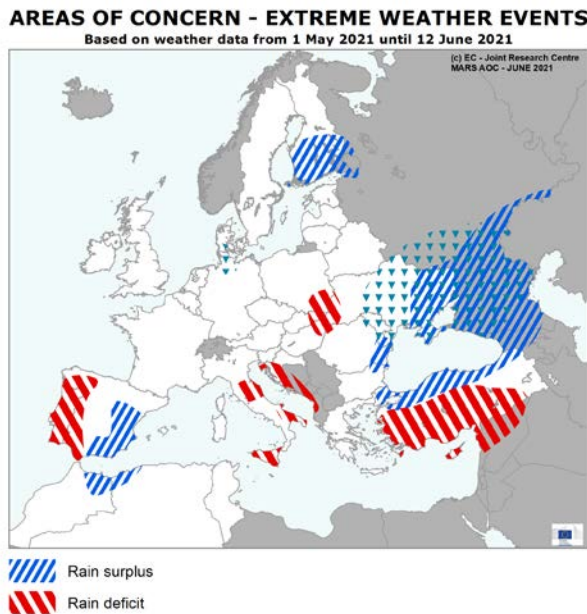 AREAS OF CONCERN - EXTREME WEATHER EVENTS
Based on weather data from 1 May 2021 until 12 June 2021
(c) EC - Joint Research Centre
MARS AOC - JUNE 2021
Rain surplus
Rain deficit